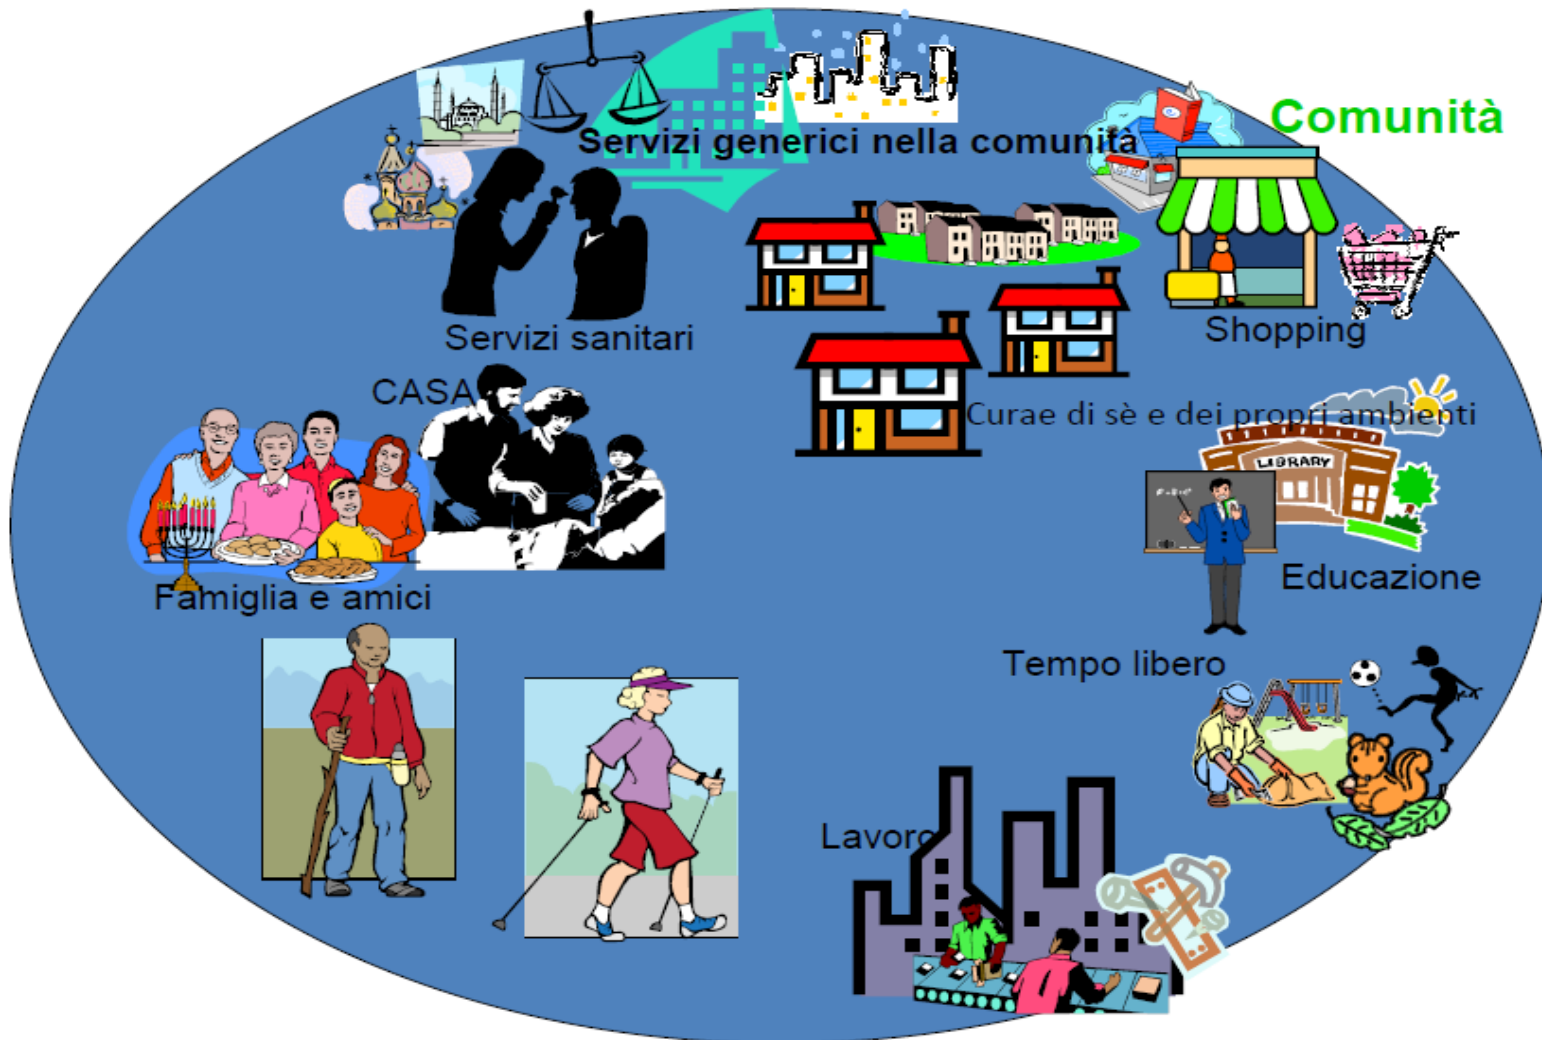 Comunità
Servizi generici nella comunità
Servizi sanitari
Shopping
CASA
Curae di sè e dei propri ambienti
LIBRARY
Educazione
Famiglia e amici
Tempo libero
Lavoro